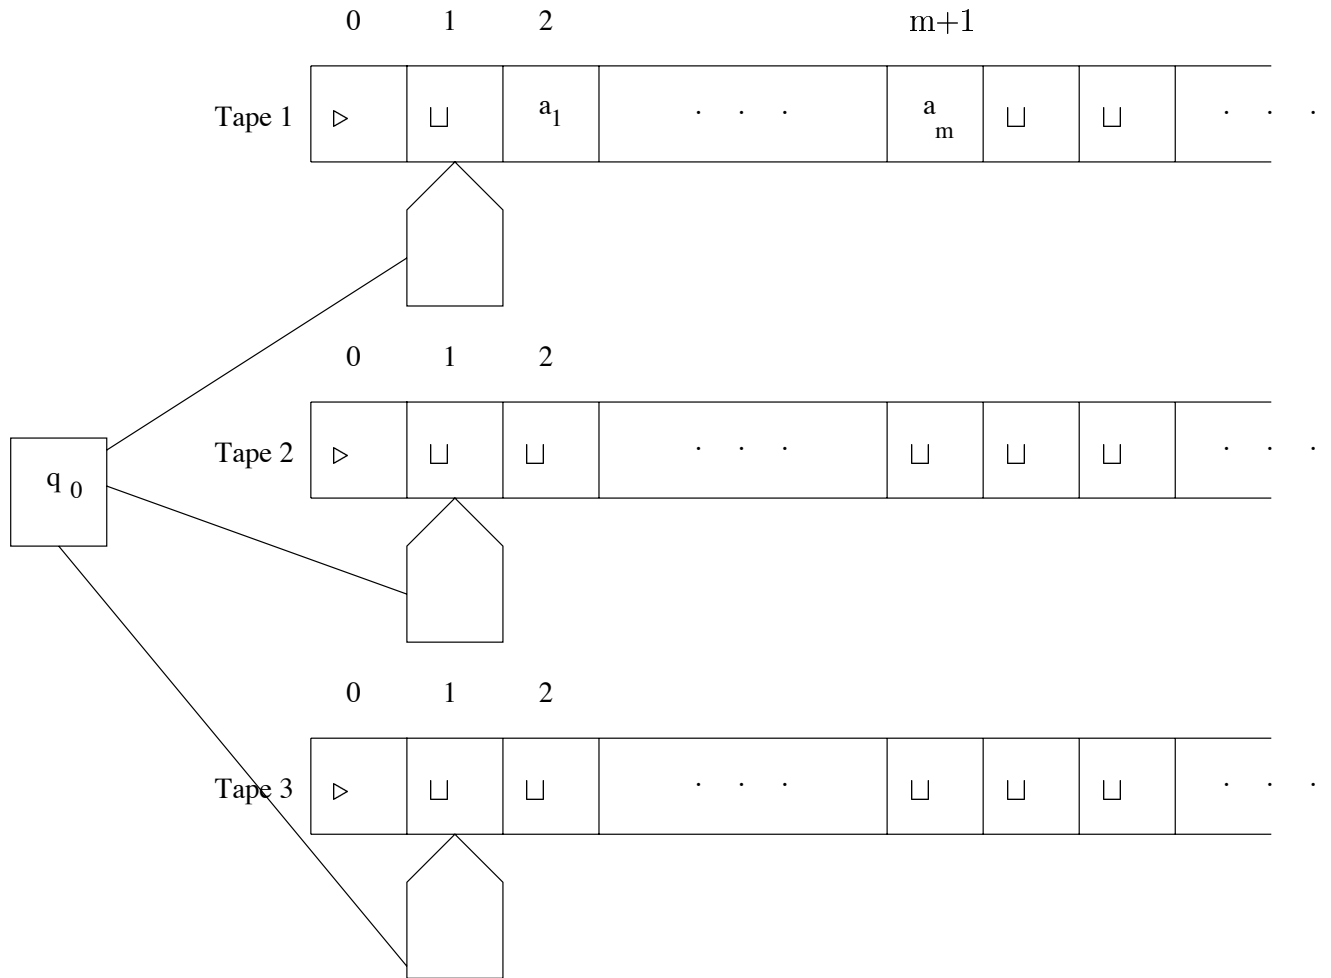 0 1 2 m+1
Tape 1 ▷ ⊔ a1 · · · am ⊔ ⊔ · · ·
0 1 2
Tape 2 ▷ ⊔ ⊔ · · · ⊔ ⊔ ⊔ · · ·
q0
0 1 2
Tape 3 ▷ ⊔ ⊔ · · · ⊔ ⊔ ⊔ · · ·